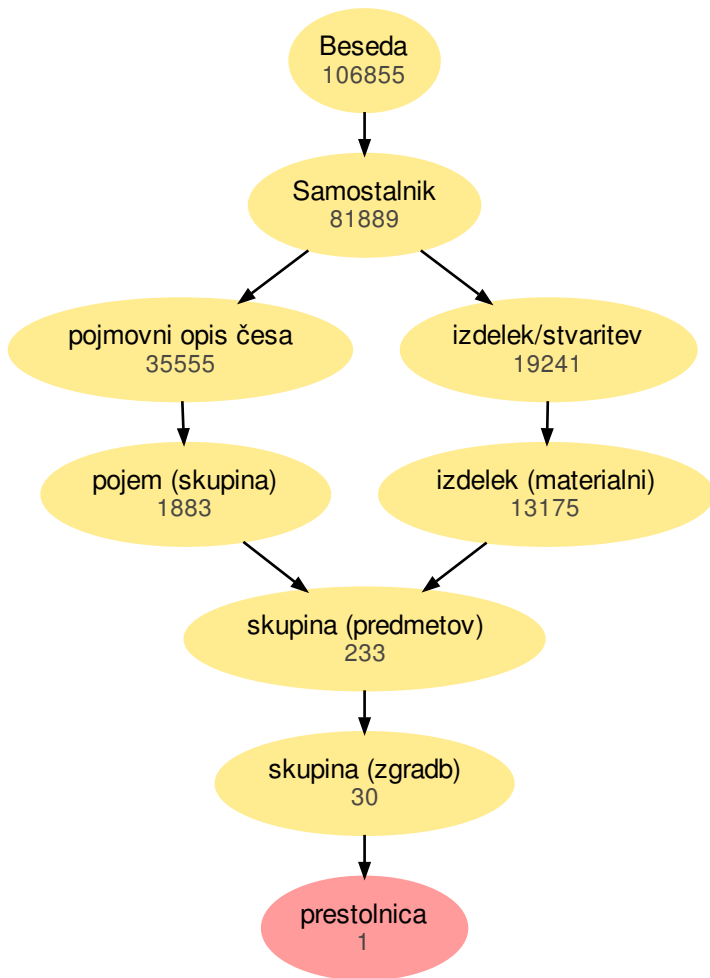 Beseda
106855
Samostalnik
81889
pojmovni opis česa
35555
izdelek/stvaritev
19241
pojem (skupina)
1883
izdelek (materialni)
13175
skupina (predmetov)
233
skupina (zgradb)
30
prestolnica
1